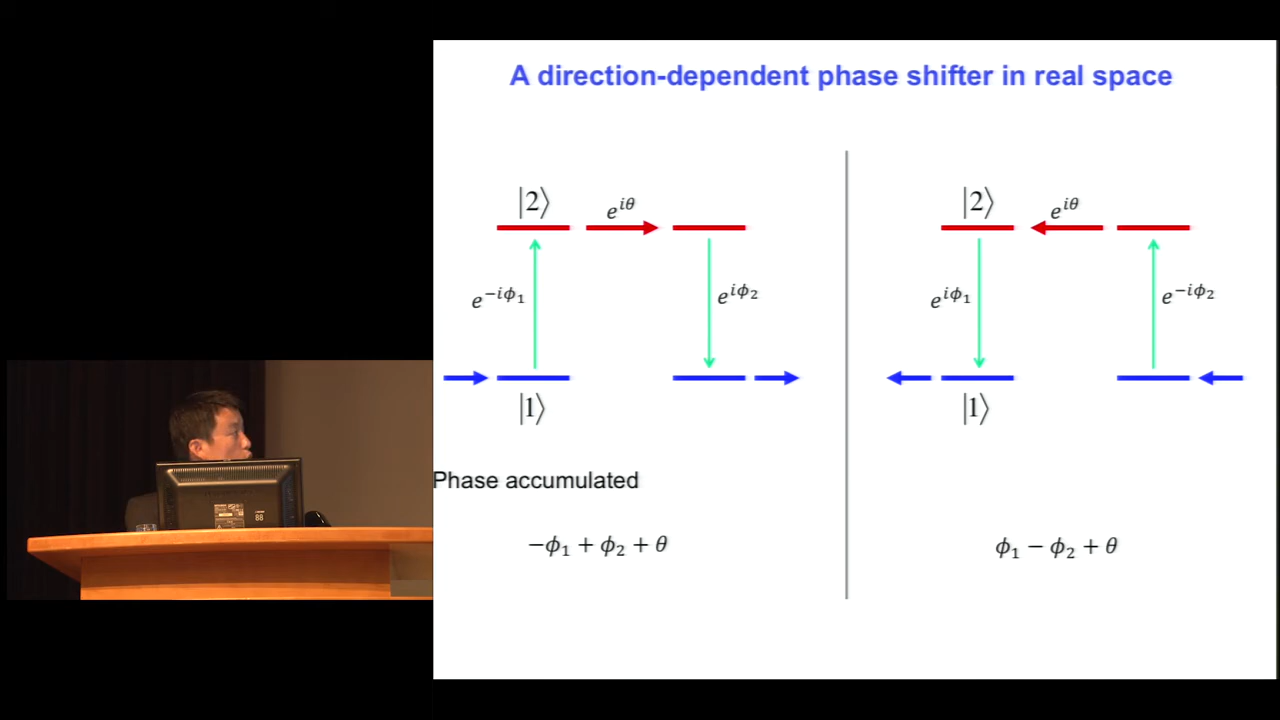 A direction-dependent phase shifter in real space
|2⟩ e^{iθ}
e^{-iϕ₁} e^{iϕ₂}
|1⟩
Phase accumulated
−ϕ₁ + ϕ₂ + θ
|2⟩ e^{iθ}
e^{iϕ₁} e^{-iϕ₂}
|1⟩
ϕ₁ − ϕ₂ + θ
88